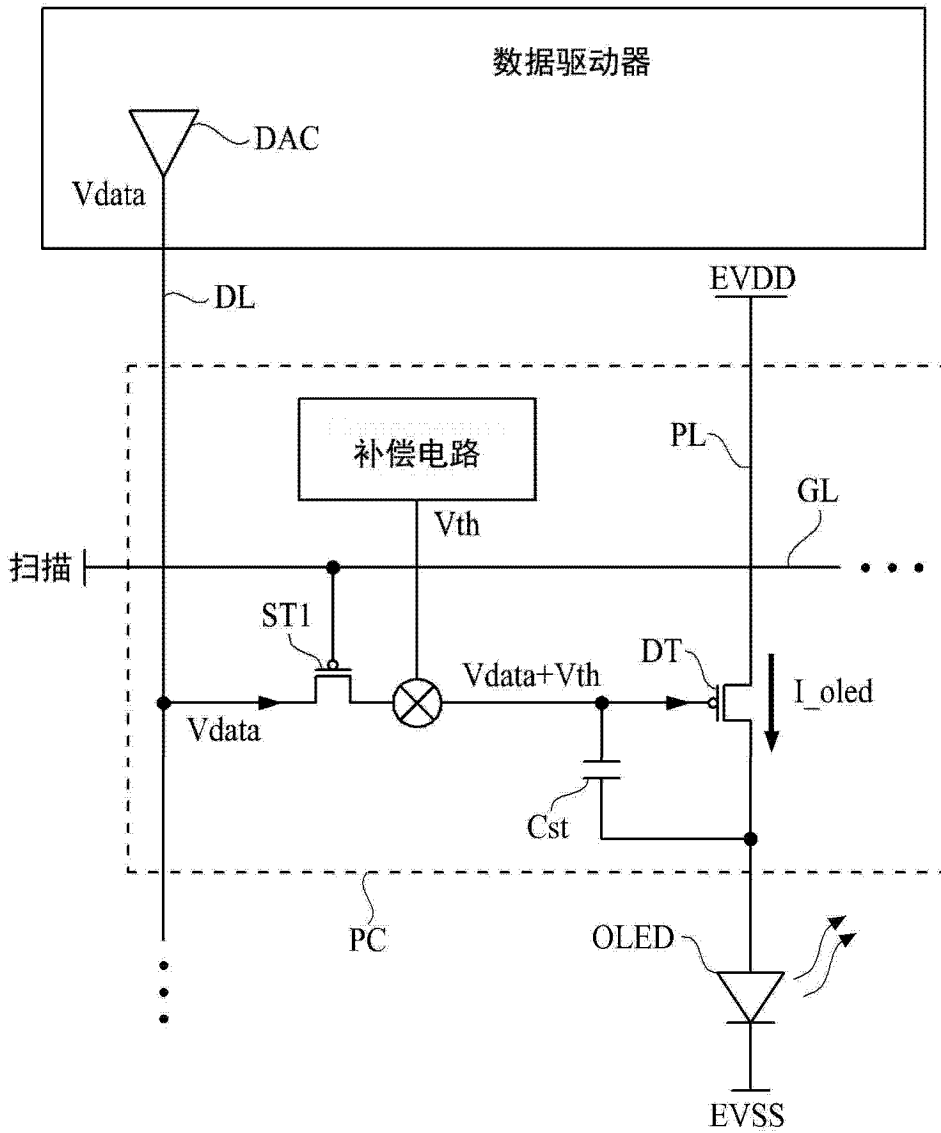 数据驱动器
DAC
Vdata
DL
EVDD
补偿电路
PL
GL
Vth
扫描
ST1
DT
Vdata+Vth
I_oled
Vdata
Cst
PC
OLED
EVSS